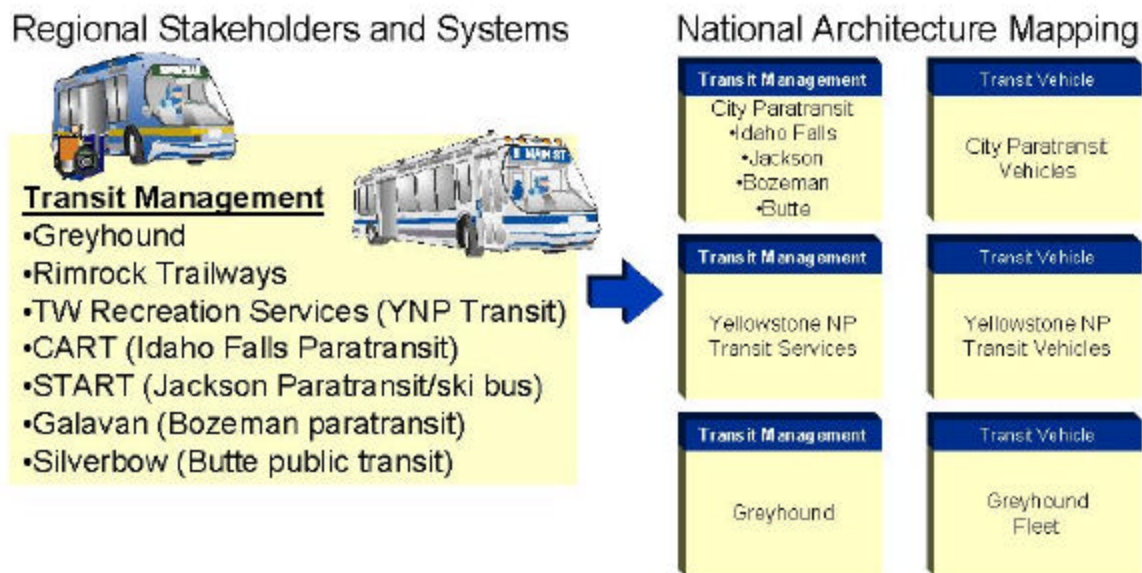 Regional Stakeholders and Systems
MAIN ST
Transit Management
•Greyhound
•Rimrock Trailways
•TW Recreation Services (YNP Transit)
•CART (Idaho Falls Paratransit)
•START (Jackson Paratransit/ski bus)
•Galavan (Bozeman paratransit)
•Silverbow (Butte public transit)
National Architecture Mapping
Transit Management
City Paratransit
•Idaho Falls
•Jackson
•Bozeman
•Butte
Transit Vehicle
City Paratransit
Vehicles
Transit Management
Yellowstone NP
Transit Services
Transit Vehicle
Yellowstone NP
Transit Vehicles
Transit Management
Greyhound
Transit Vehicle
Greyhound
Fleet